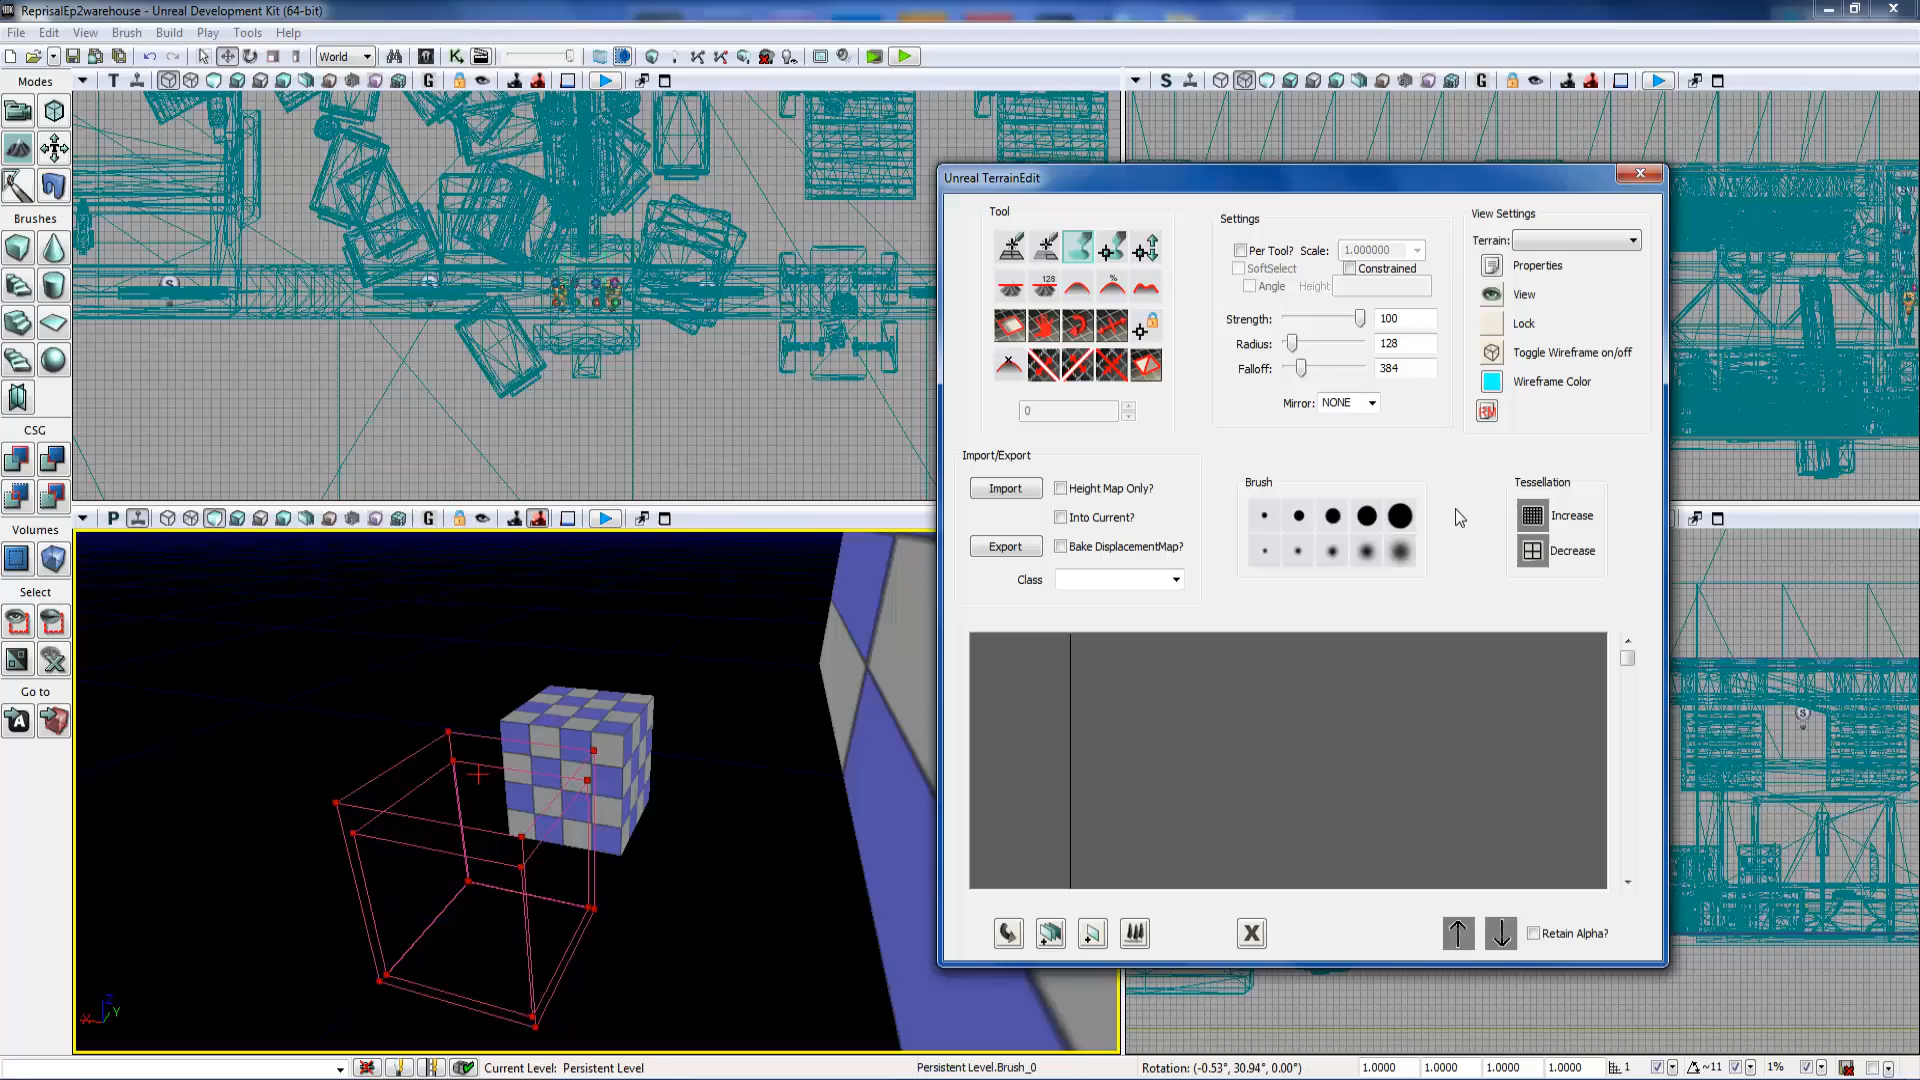 ReprisalEp2warehouse - Unreal Development Kit (64-bit)
File Edit View Brush Build Play Tools Help
World
Modes
T
G
S
G
Brushes
CSG
Volumes
P
G
Select
Go to
Unreal TerrainEdit
Tool
128
%
0
Settings
Per Tool? Scale: 1.000000
SoftSelect Constrained
Angle Height
Strength: 100
Radius: 128
Falloff: 384
Mirror: NONE
View Settings
Terrain:
Properties
View
Lock
Toggle Wireframe on/off
Wireframe Color
RM
Import/Export
Import Height Map Only?
Into Current?
Export Bake DisplacementMap?
Class
Brush
Tessellation
Increase
Decrease
X
Retain Alpha?
Z
X Y
Current Level: Persistent Level
Persistent Level.Brush_0
Rotation: (-0.53°, 30.94°, 0.00°)
1.0000 1.0000 1.0000 1.0000 1 ~11 1%